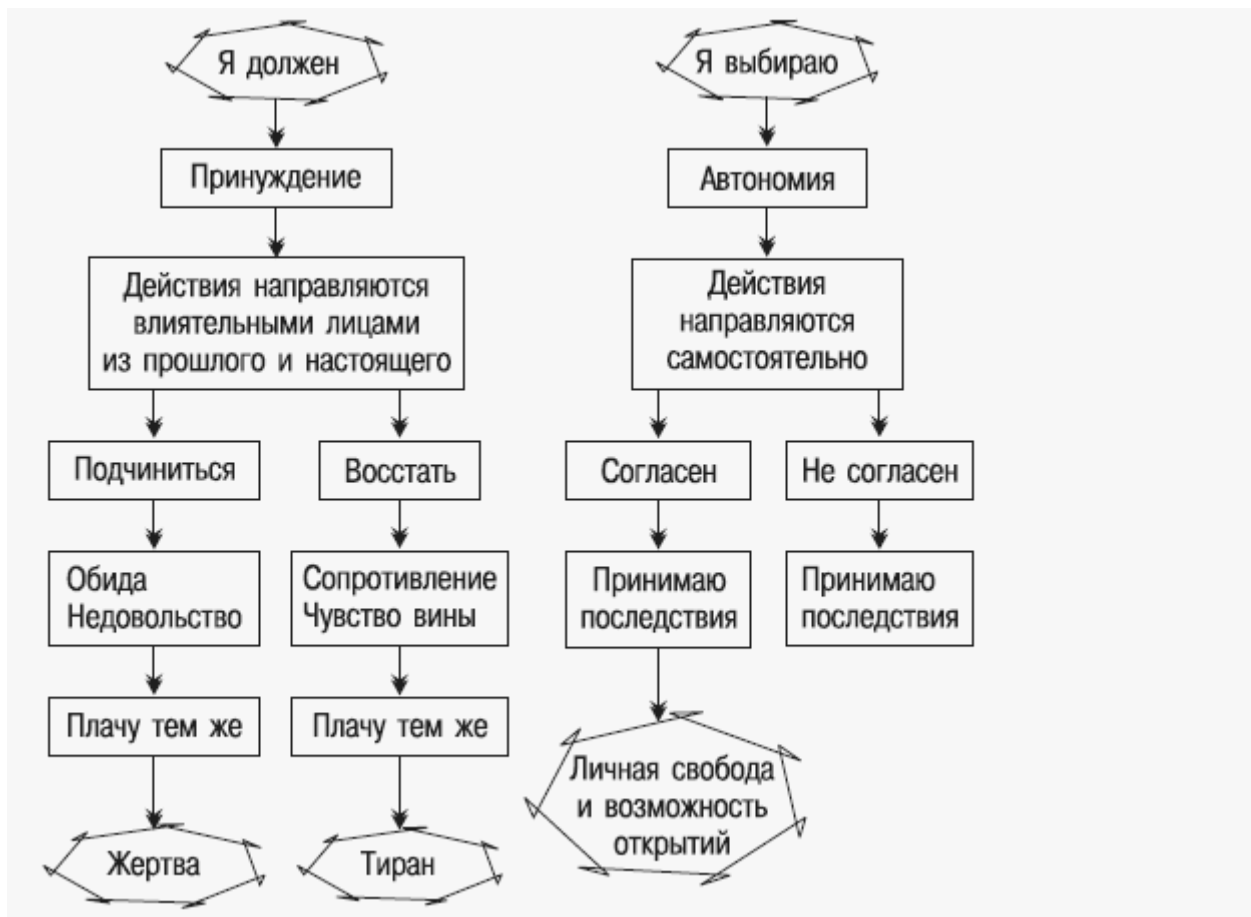 Я должен
Принуждение
Действия направляются
влиятельными лицами
из прошлого и настоящего
Подчиниться
Восстать
Обида
Недовольство
Сопротивление
Чувство вины
Плачу тем же
Плачу тем же
Жертва
Тиран
Я выбираю
Автономия
Действия
направляются
самостоятельно
Согласен
Не согласен
Принимаю
последствия
Принимаю
последствия
Личная свобода
и возможность
открытий